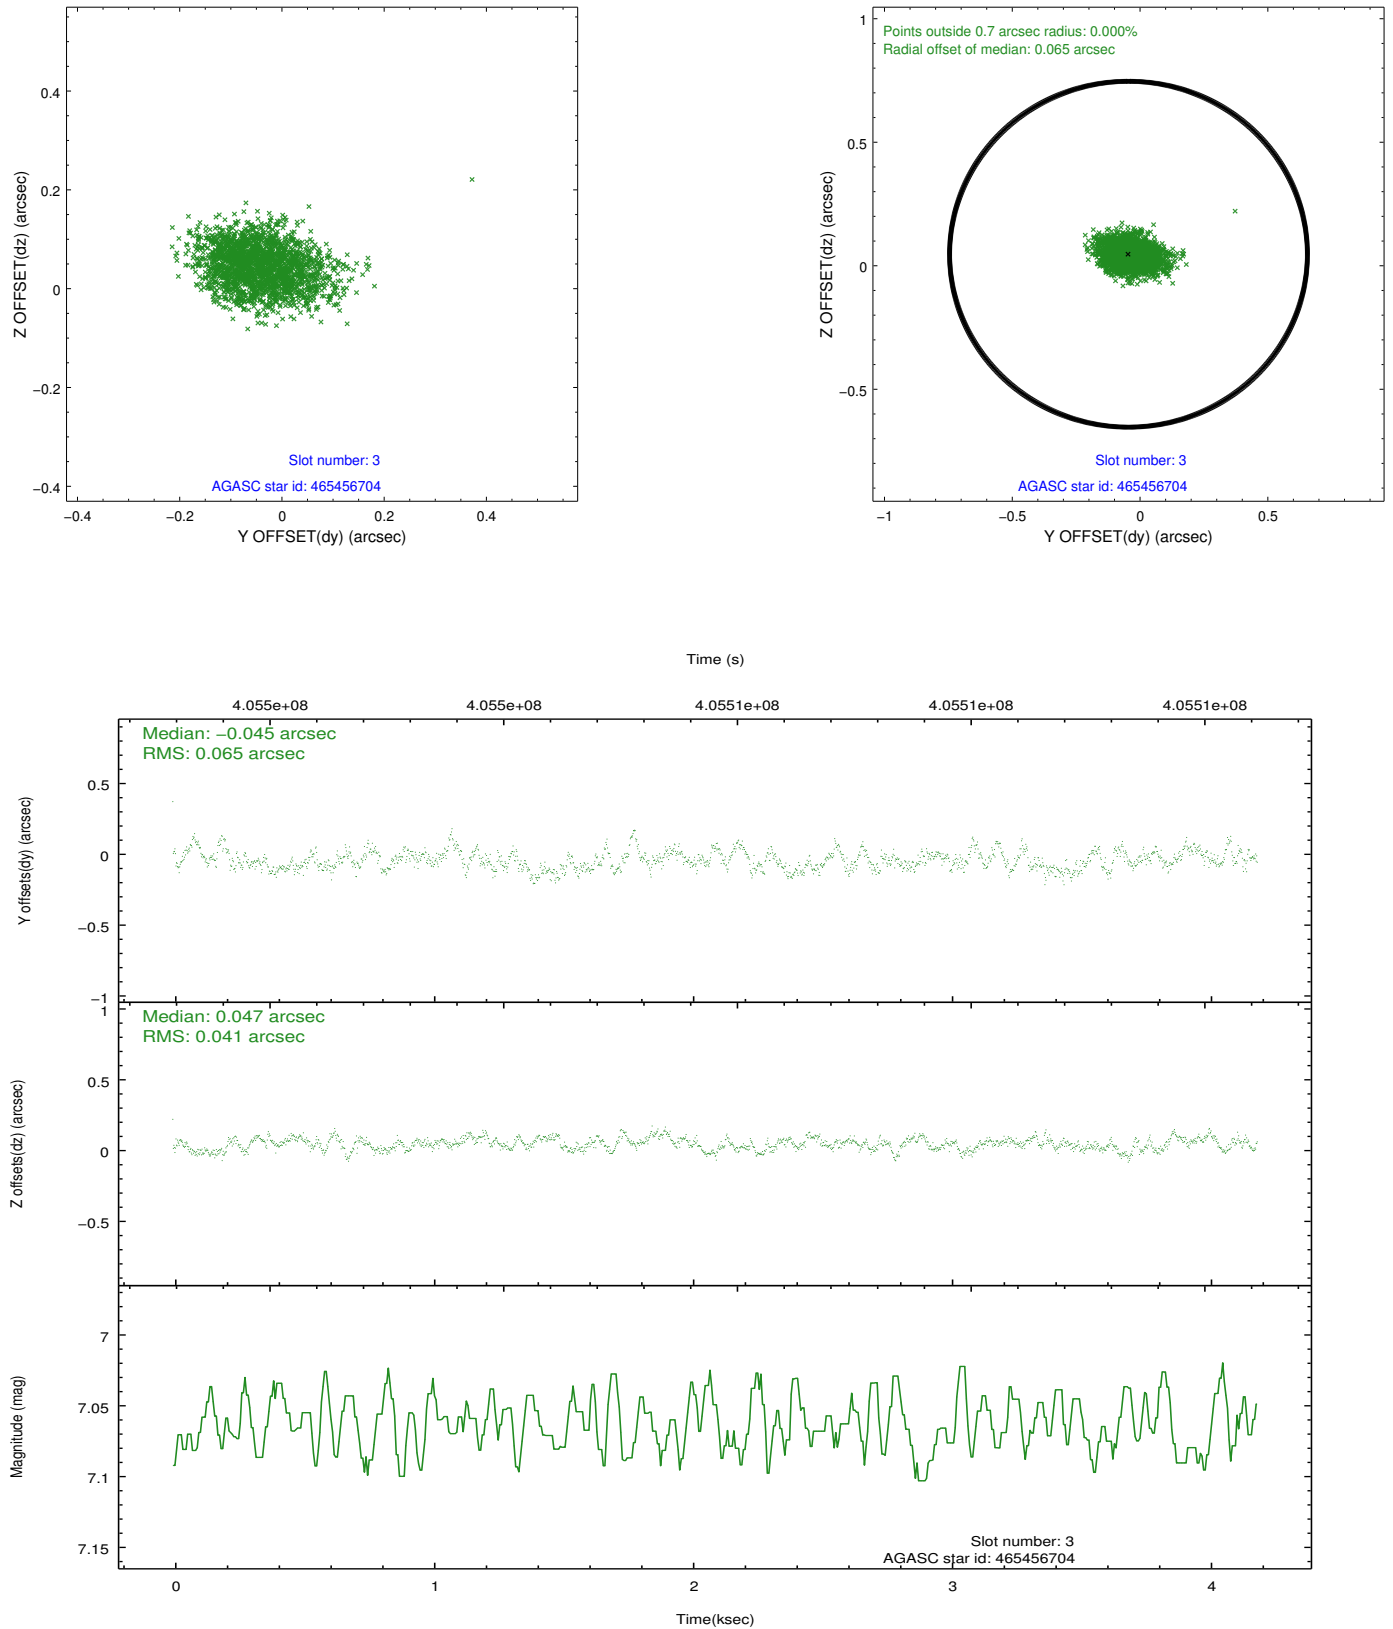 0.4
0.2
0
−0.2
−0.4
Z OFFSET(dz) (arcsec)
Slot number: 3
AGASC star id: 465456704
−0.4 −0.2 0 0.2 0.4
Y OFFSET(dy) (arcsec)
Points outside 0.7 arcsec radius: 0.000%
Radial offset of median: 0.065 arcsec
1
0.5
0
−0.5
Z OFFSET(dz) (arcsec)
Slot number: 3
AGASC star id: 465456704
−1 −0.5 0 0.5
Y OFFSET(dy) (arcsec)
Time (s)
4.055e+08 4.055e+08 4.0551e+08 4.0551e+08 4.0551e+08
Median: −0.045 arcsec
RMS: 0.065 arcsec
0.5
0
−0.5
−1
Y offsets(dy) (arcsec)
Median: 0.047 arcsec
RMS: 0.041 arcsec
1
0.5
0
−0.5
Z offsets(dz) (arcsec)
7
7.05
7.1
7.15
Magnitude (mag)
Slot number: 3
AGASC star id: 465456704
0 1 2 3 4
Time(ksec)